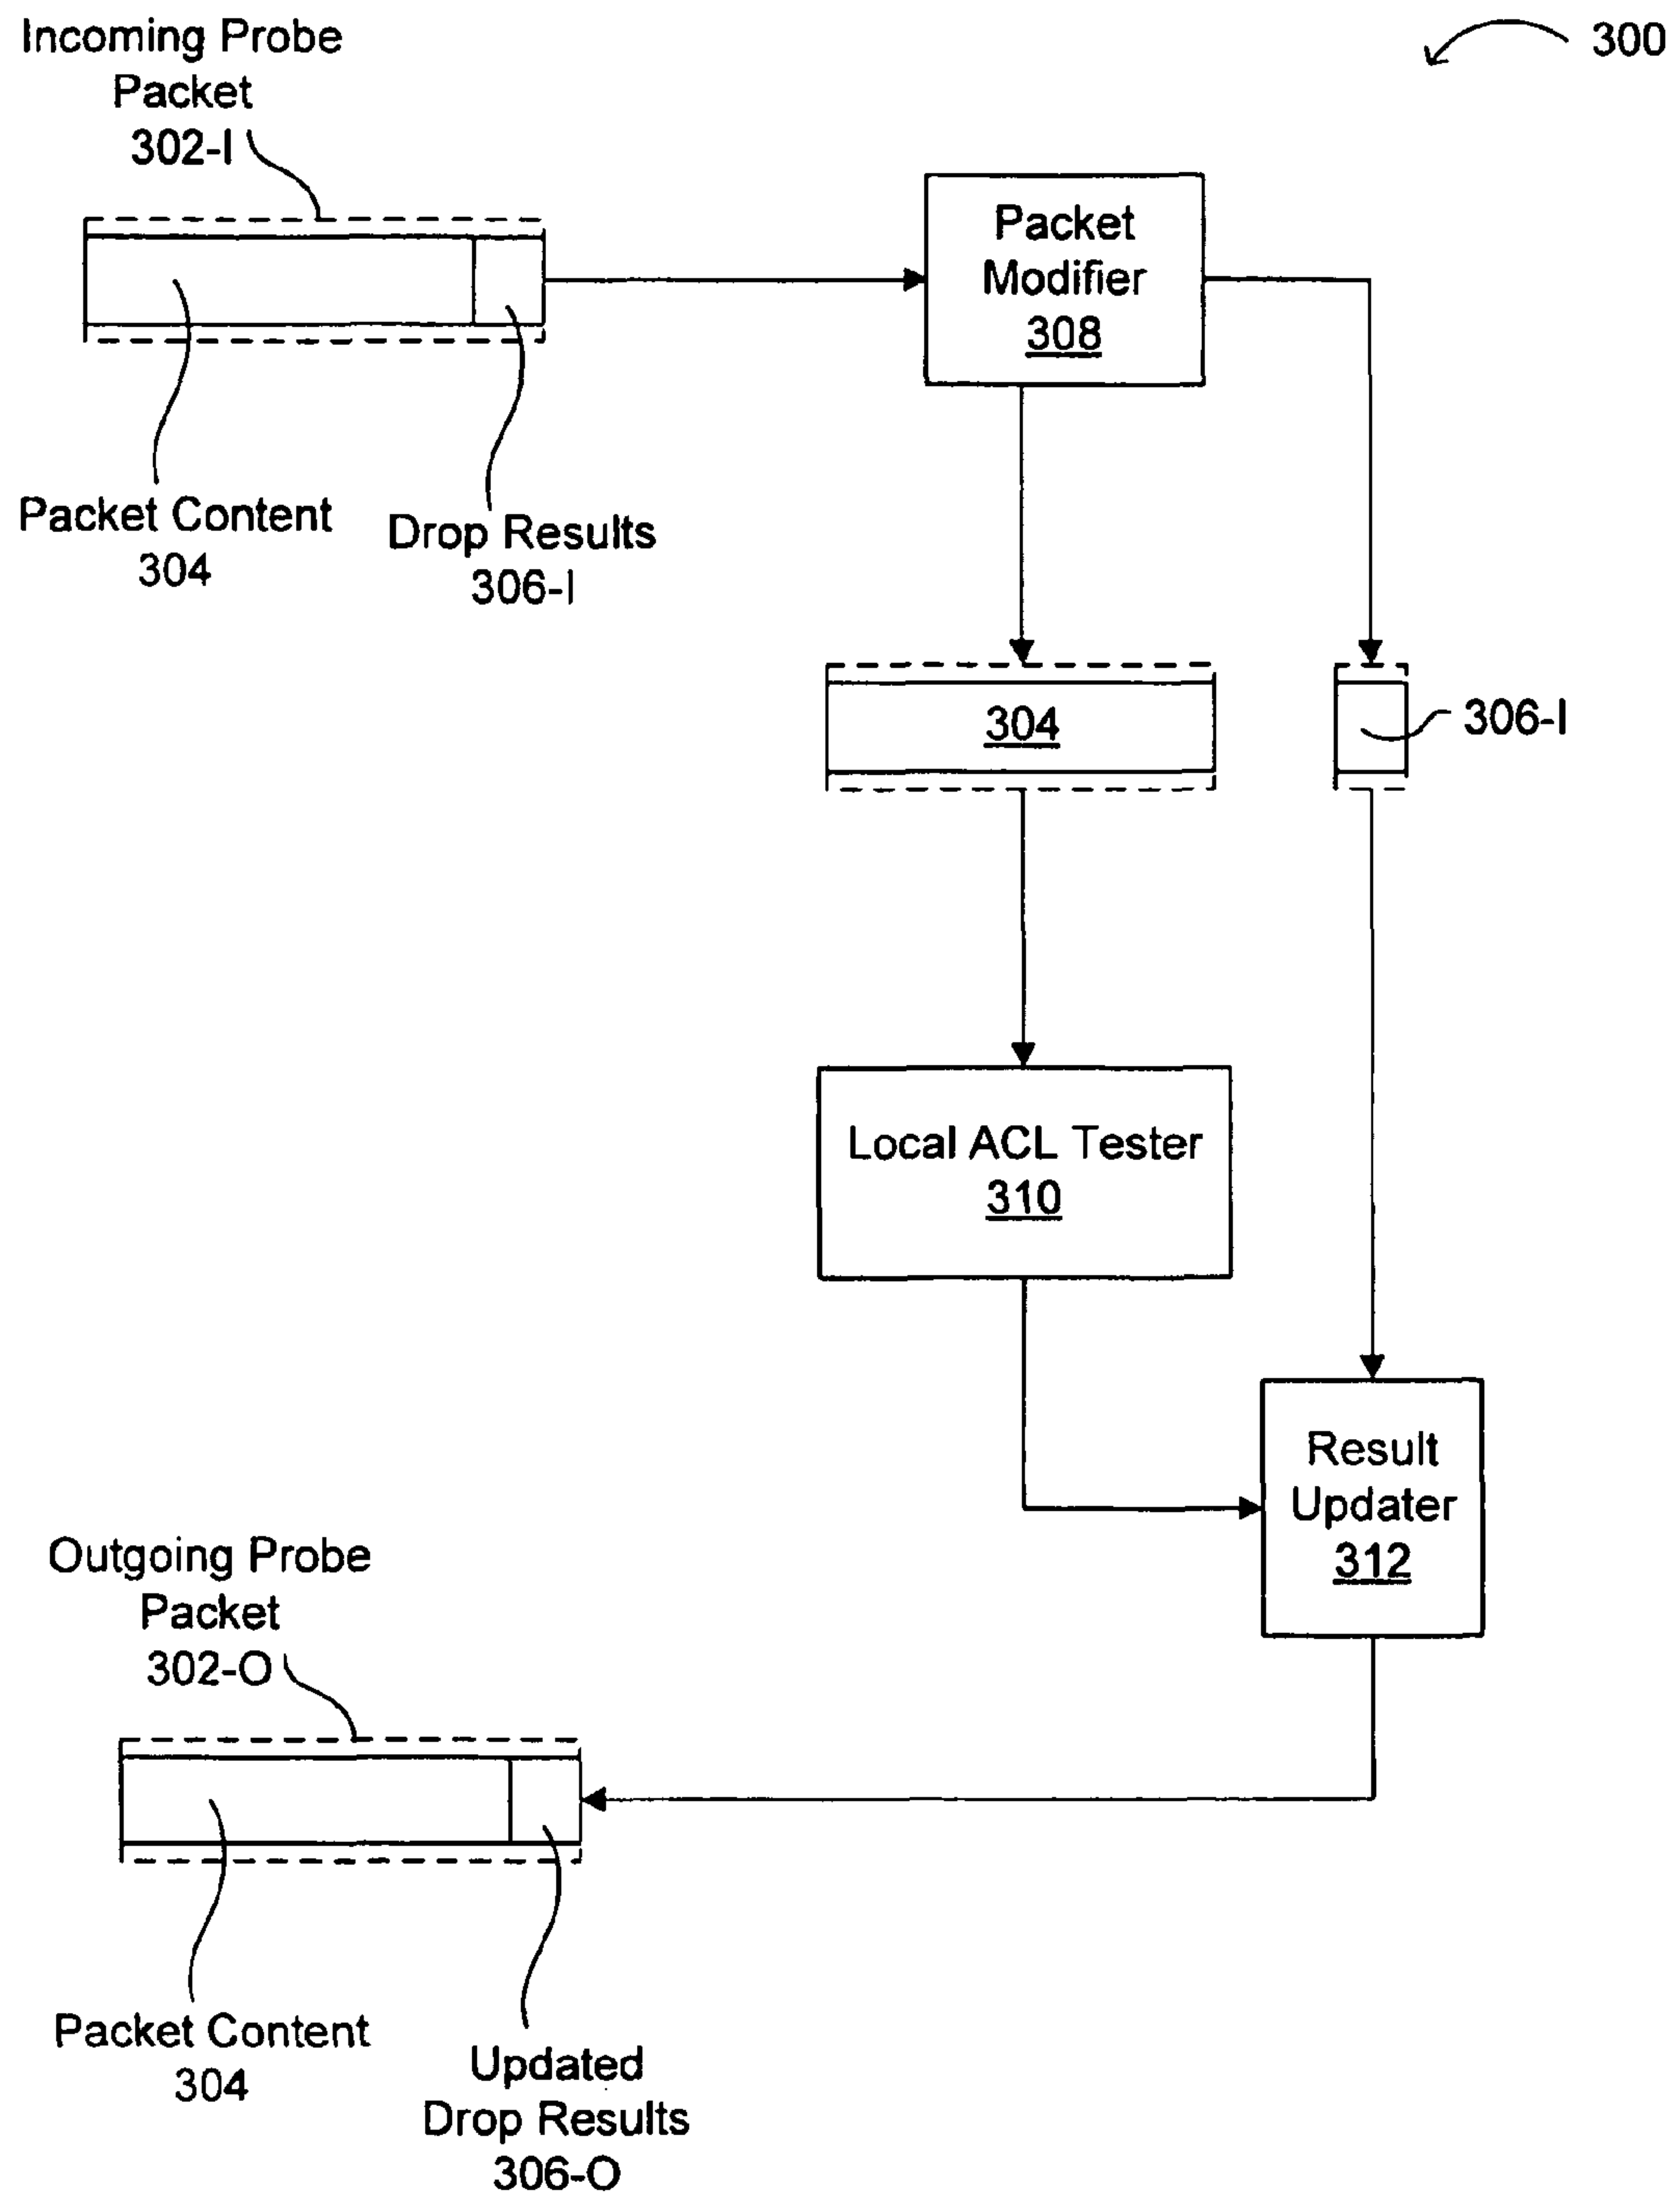 Incoming Probe
Packet
302-I
300
Packet
Modifier
308
Packet Content
304
Drop Results
306-I
304
306-I
Local ACL Tester
310
Result
Updater
312
Outgoing Probe
Packet
302-O
Packet Content
304
Updated
Drop Results
306-O